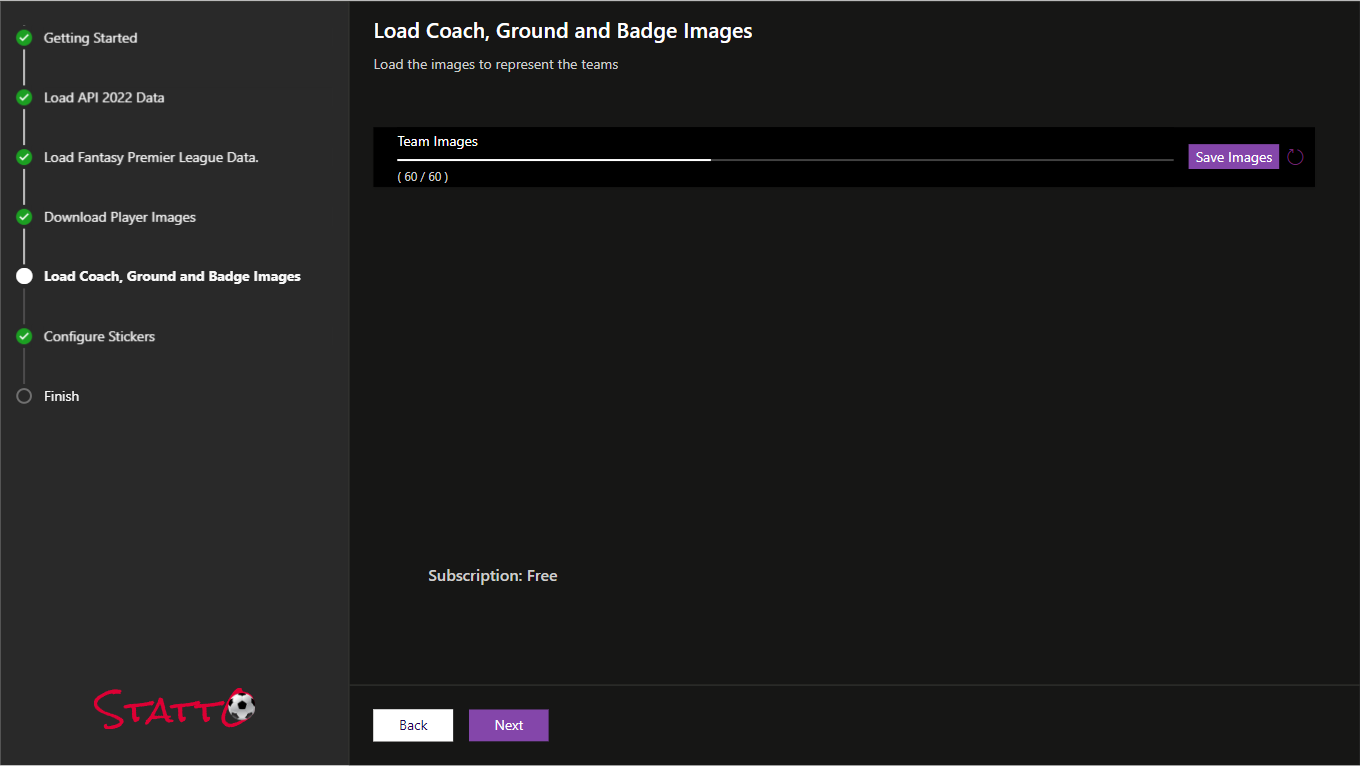 Getting Started
Load API 2022 Data
Load Fantasy Premier League Data.
Download Player Images
Load Coach, Ground and Badge Images
Configure Stickers
Finish
Statto
Load Coach, Ground and Badge Images
Load the images to represent the teams
Team Images
( 60 / 60 )
Save Images
Subscription: Free
Back
Next